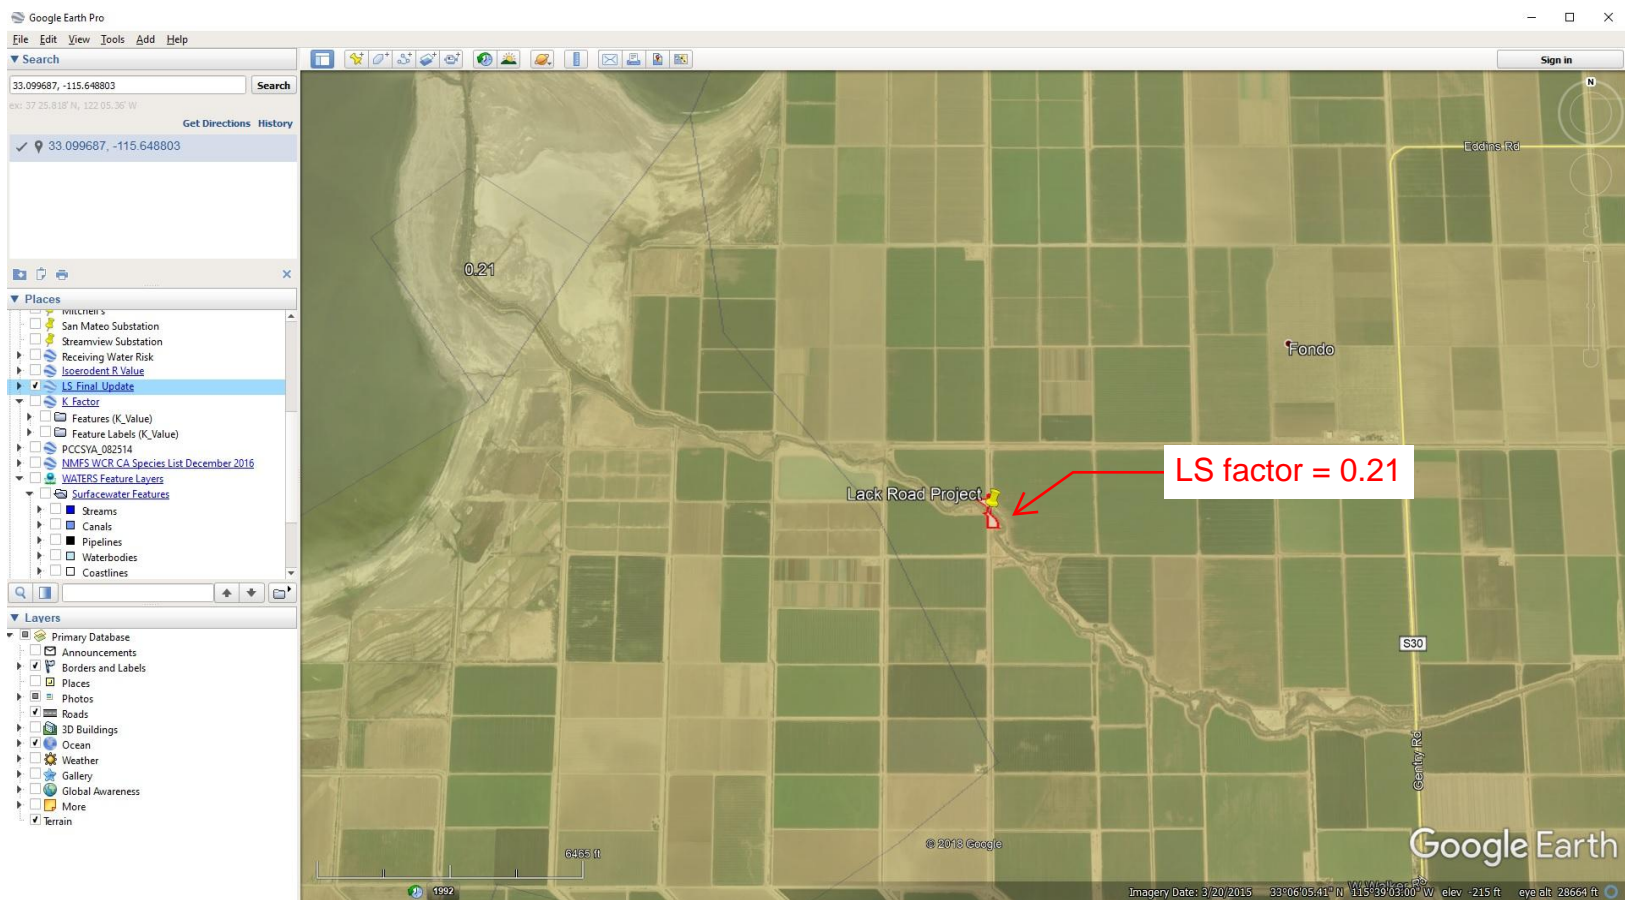 Google Earth Pro
File Edit View Tools Add Help
Search
33.099687, -115.648803
Search
ex: 37 25.818' N, 122 05.36' W
Get Directions History
33.099687, -115.648803
Places
Mitchell's
San Mateo Substation
Streamview Substation
Receiving Water Risk
Isoerodent R Value
LS Final Update
K Factor
Features (K_Value)
Feature Labels (K_Value)
PCCSYA_082514
NMFS WCR CA Species List December 2016
WATERS Feature Layers
Surfacewater Features
Streams
Canals
Pipelines
Waterbodies
Coastlines
Layers
Primary Database
Announcements
Borders and Labels
Places
Photos
Roads
3D Buildings
Ocean
Weather
Gallery
Global Awareness
More
Terrain
Sign in
N
Eddins Rd
0.21
Fondo
LS factor = 0.21
Lack Road Project
S30
Gentry Rd
© 2018 Google
Google Earth
6465 ft
1992
W Walker Rd
Imagery Date: 3/20/2015 33°06'05.41" N 115°39'03.00" W elev -215 ft eye alt 28664 ft